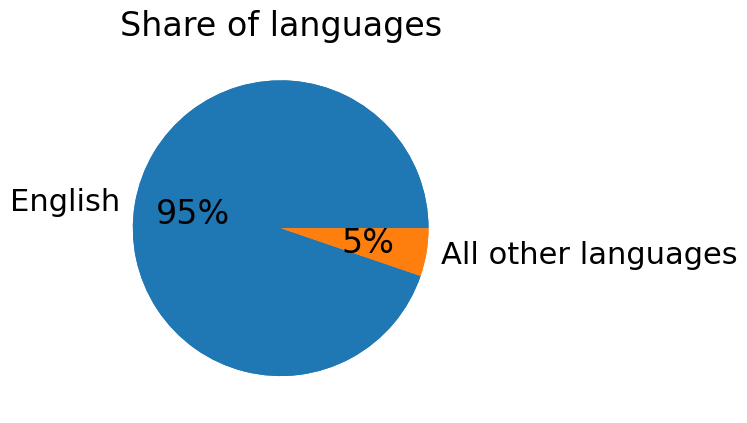 Share of languages
English
95%
5%
All other languages